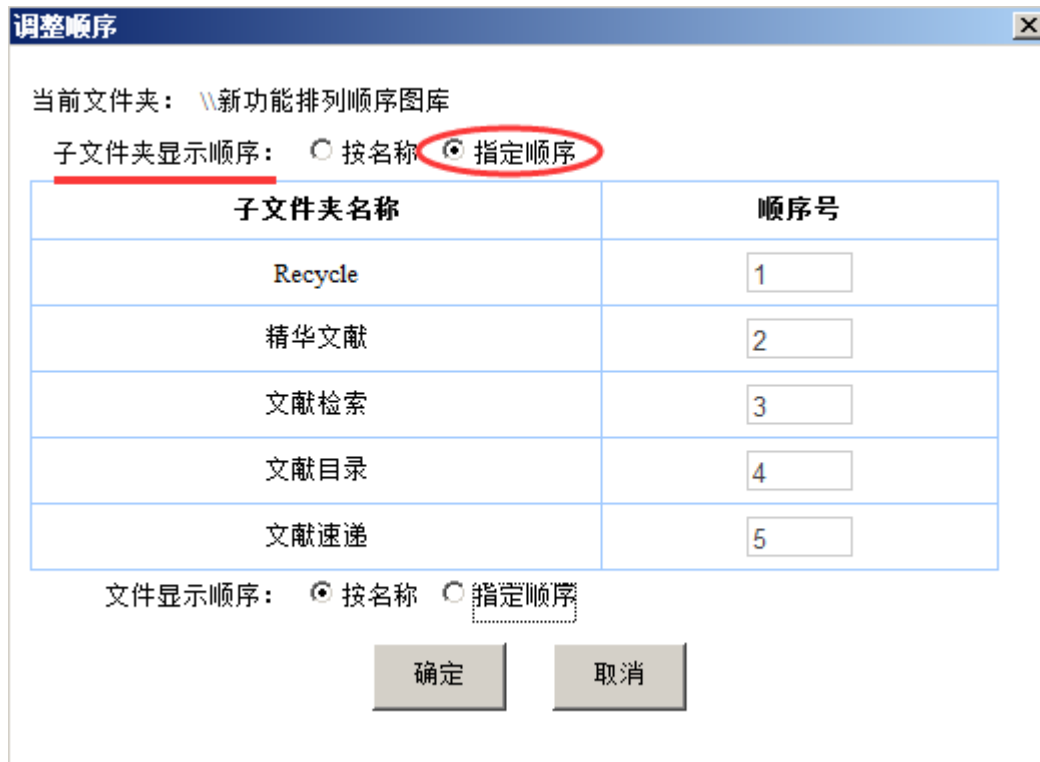 调整顺序
当前文件夹： \\新功能排列顺序图库
子文件夹显示顺序： 按名称 指定顺序
子文件夹名称 顺序号
Recycle 1
精华文献 2
文献检索 3
文献目录 4
文献速递 5
文件显示顺序： 按名称 指定顺序
确定 取消